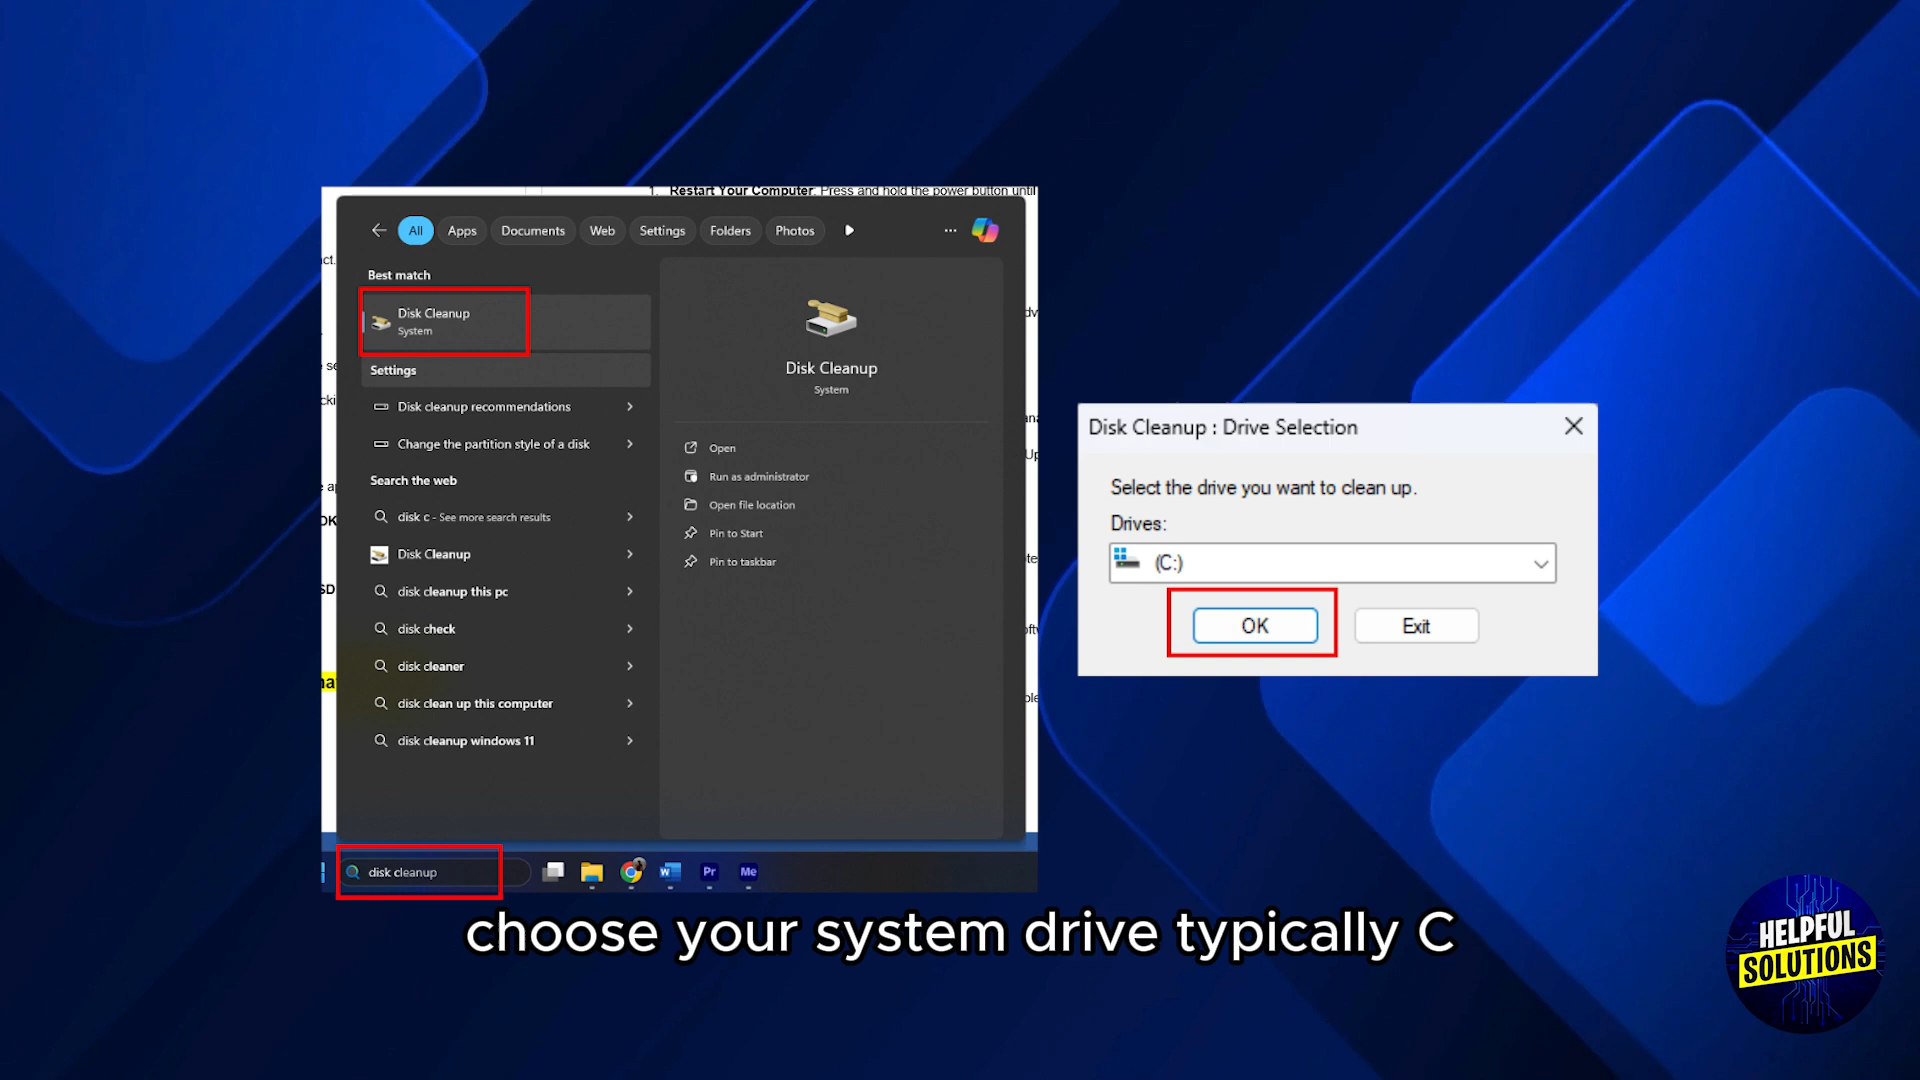 1. Restart Your Computer: Press and hold the power button until
All
Apps
Documents
Web
Settings
Folders
Photos
...
ct.
Best match
Disk Cleanup
System
Settings
Disk cleanup recommendations
Change the partition style of a disk
Search the web
disk c - See more search results
Disk Cleanup
disk cleanup this pc
disk check
disk cleaner
disk clean up this computer
disk cleanup windows 11
Disk Cleanup
System
Open
Run as administrator
Open file location
Pin to Start
Pin to taskbar
disk cleanup
W
Pr
Me
Disk Cleanup : Drive Selection
Select the drive you want to clean up.
Drives:
(C:)
OK
Exit
choose your system drive typically C
HELPFUL
SOLUTIONS